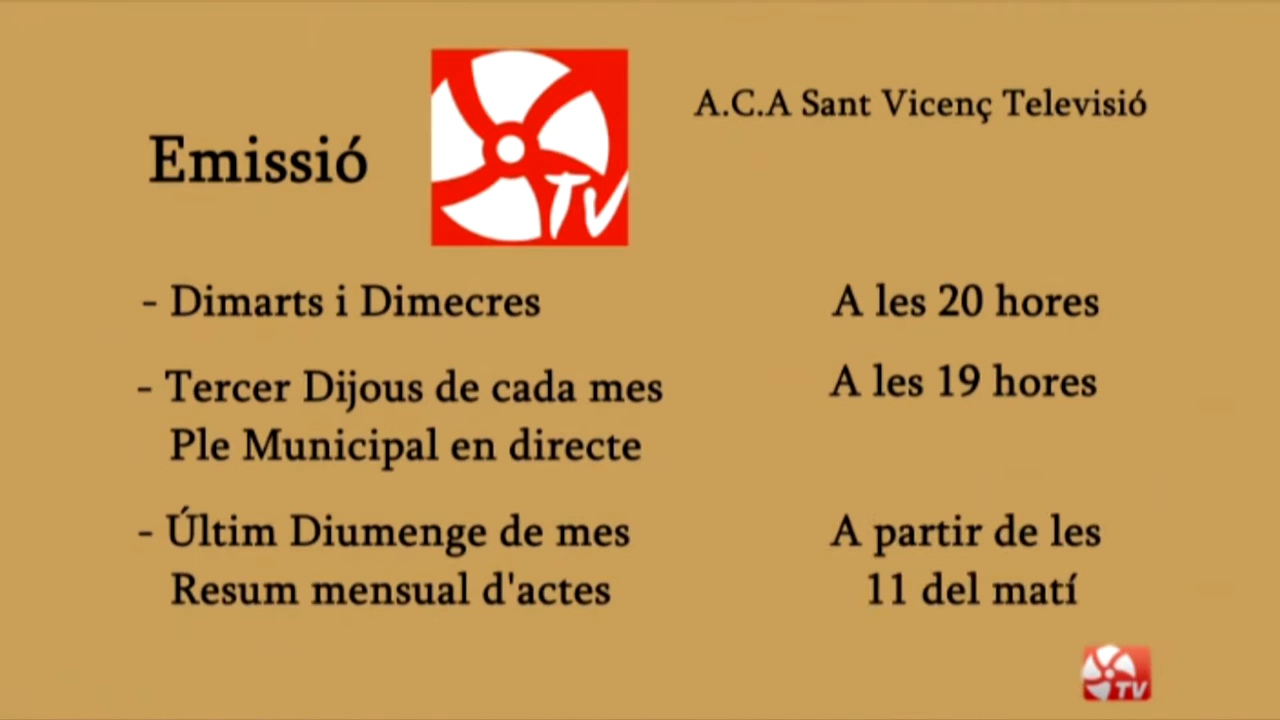 A.C.A Sant Vicenç Televisió
Emissió
TV
- Dimarts i Dimecres
A les 20 hores
- Tercer Dijous de cada mes
Ple Municipal en directe
A les 19 hores
- Últim Diumenge de mes
Resum mensual d'actes
A partir de les
11 del matí
TV